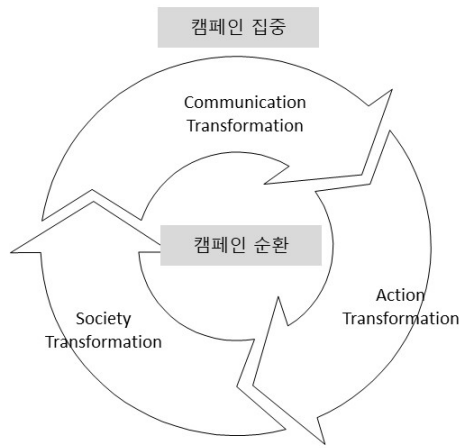 캠페인 집중
Communication
Transformation
캠페인 순환
Action
Transformation
Society
Transformation